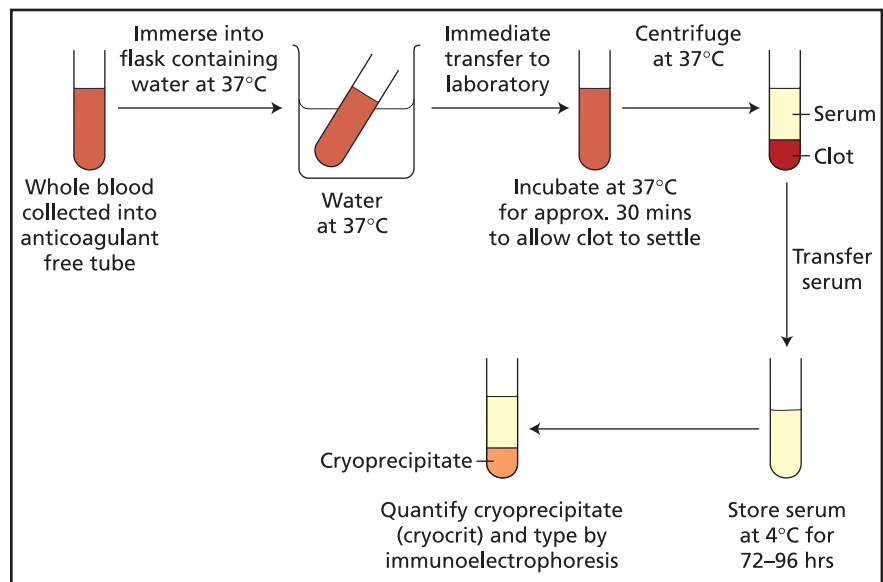 Immerse into
flask containing
water at 37°C
Immediate
transfer to
laboratory
Centrifuge
at 37°C
Serum
Clot
Whole blood
collected into
anticoagulant
free tube
Water
at 37°C
Incubate at 37°C
for approx. 30 mins
to allow clot to settle
Transfer
serum
Cryoprecipitate
Quantify cryoprecipitate
(cryocrit) and type by
immunoelectrophoresis
Store serum
at 4°C for
72–96 hrs